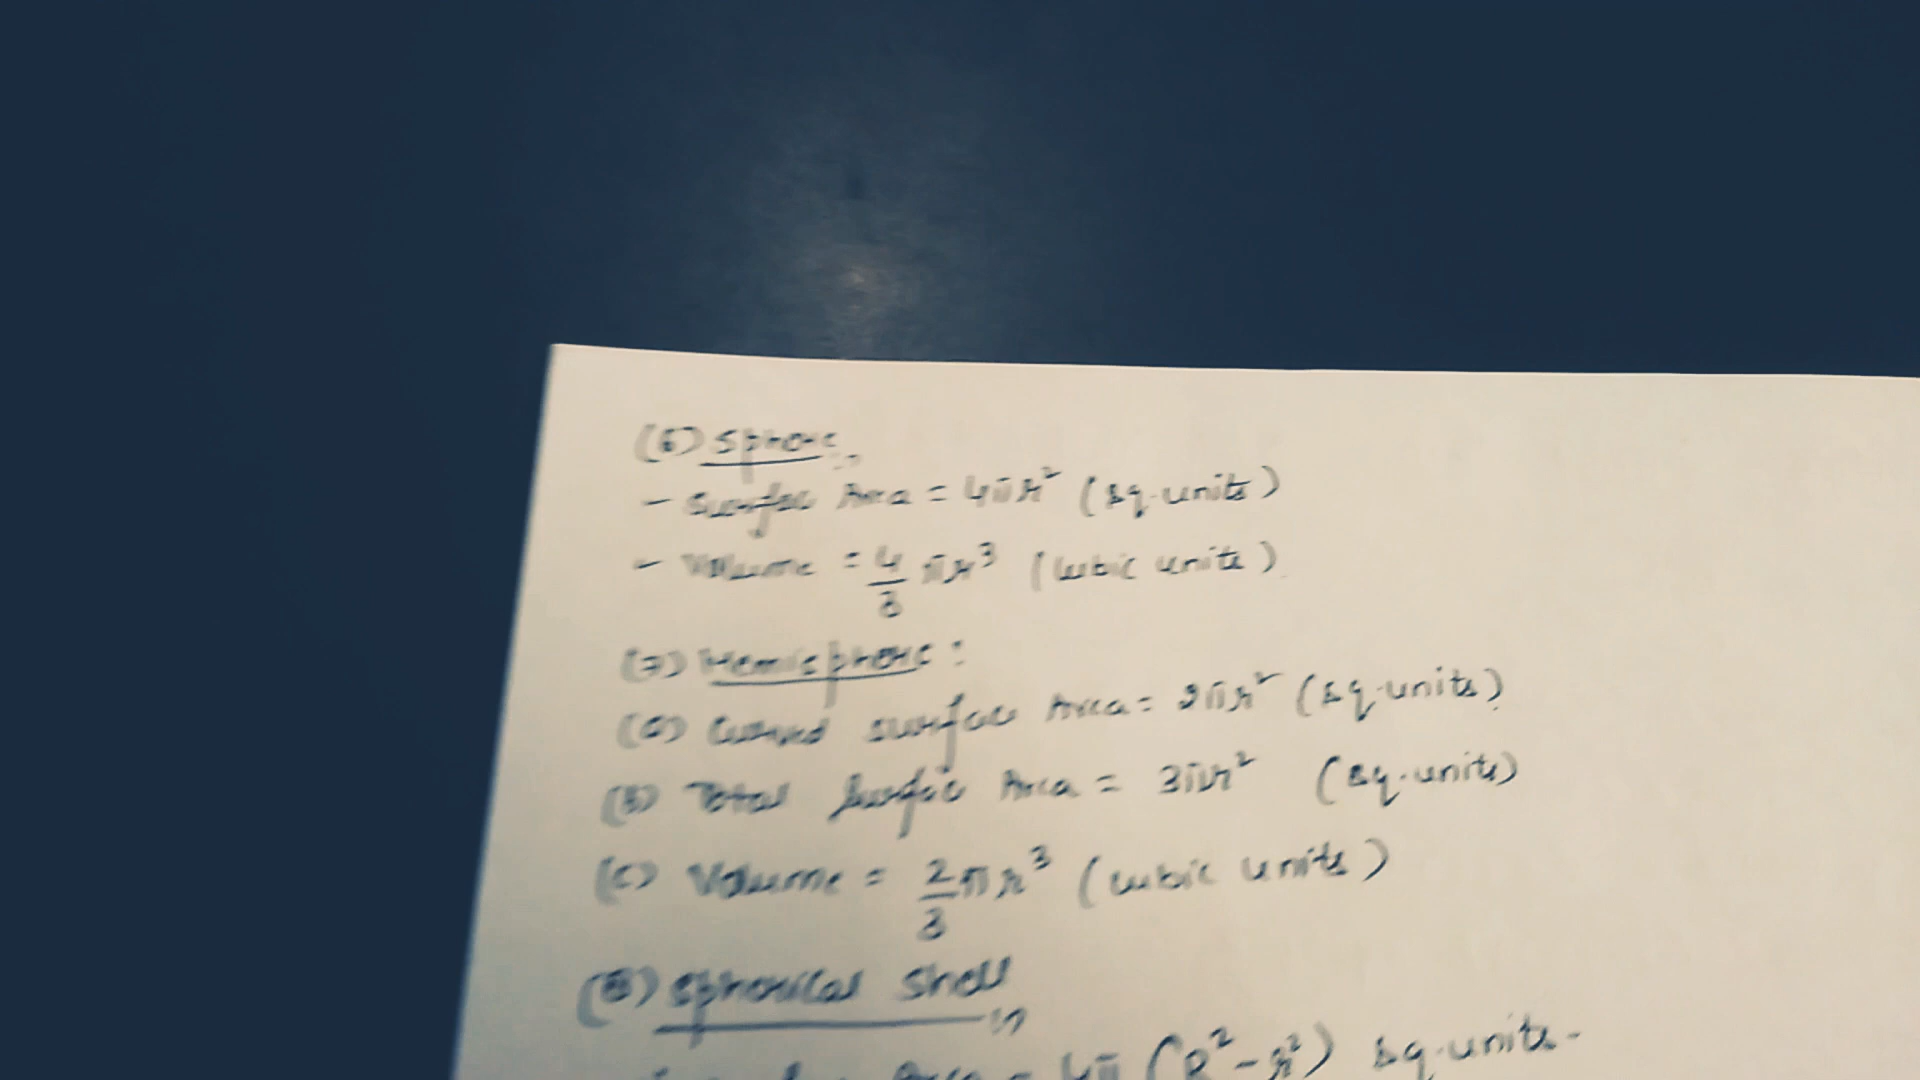 (6) Sphere:
- Surface Area = 4πr² (sq.units)
- Volume = 4/3 πr³ (cubic units)
(7) Hemisphere:
(a) Curved surface Area = 2πr² (sq.units)
(b) Total Surface Area = 3πr² (sq.units)
(c) Volume = 2/3 πr³ (cubic units)
(8) Spherical Shell
Area = 4π (R² - r²) sq.units.